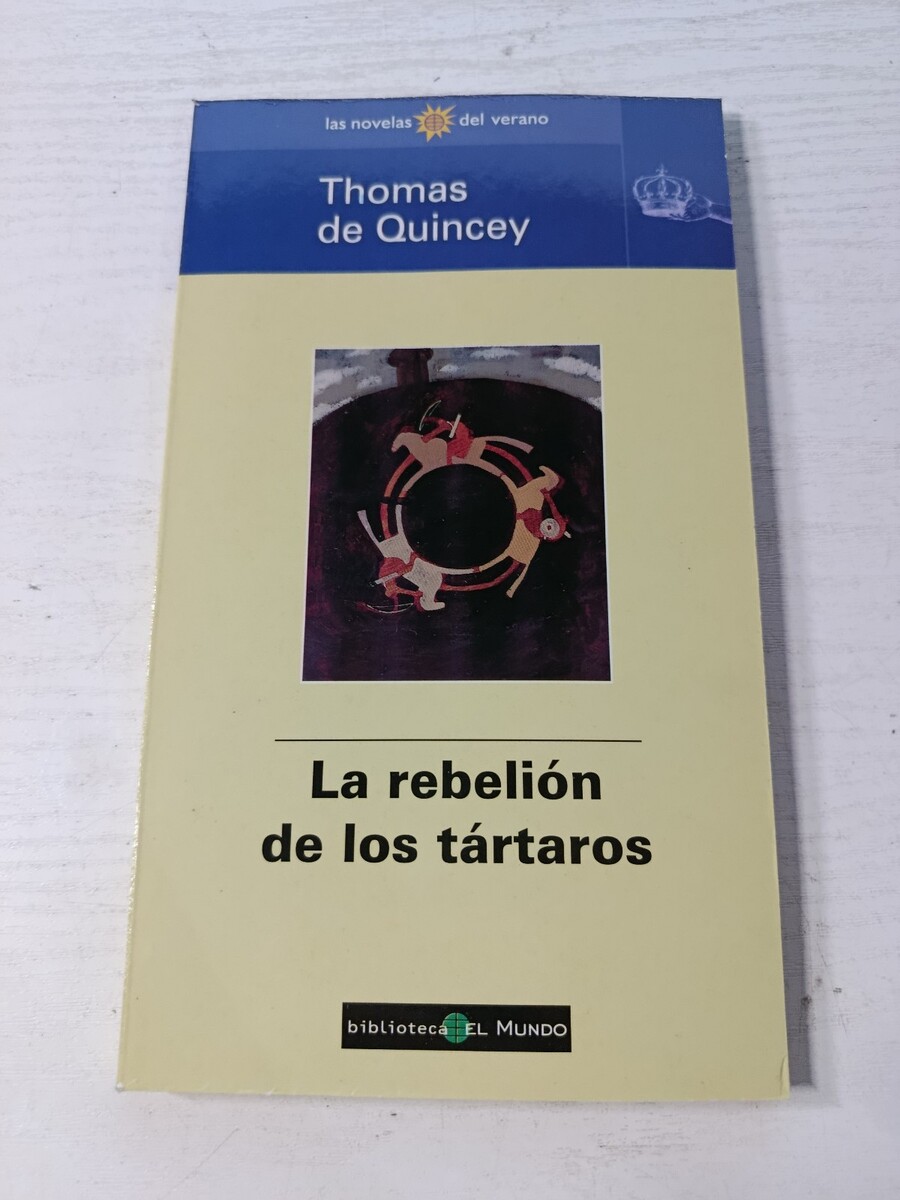 las novelas del verano
Thomas
de Quincey
La rebelión
de los tártaros
biblioteca EL MUNDO